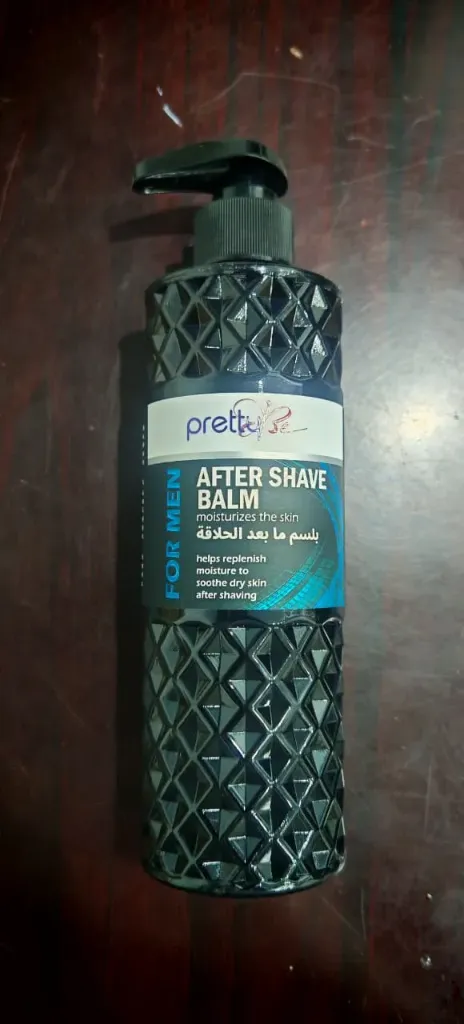 pretty Be
FOR MEN
AFTER SHAVE
BALM
moisturizes the skin
بلسم ما بعد الحلاقة
helps replenish
moisture to
soothe dry skin
after shaving